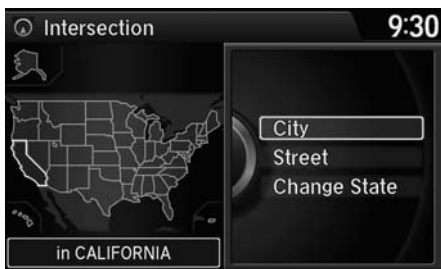 Intersection
9:30
City
Street
Change State
in CALIFORNIA